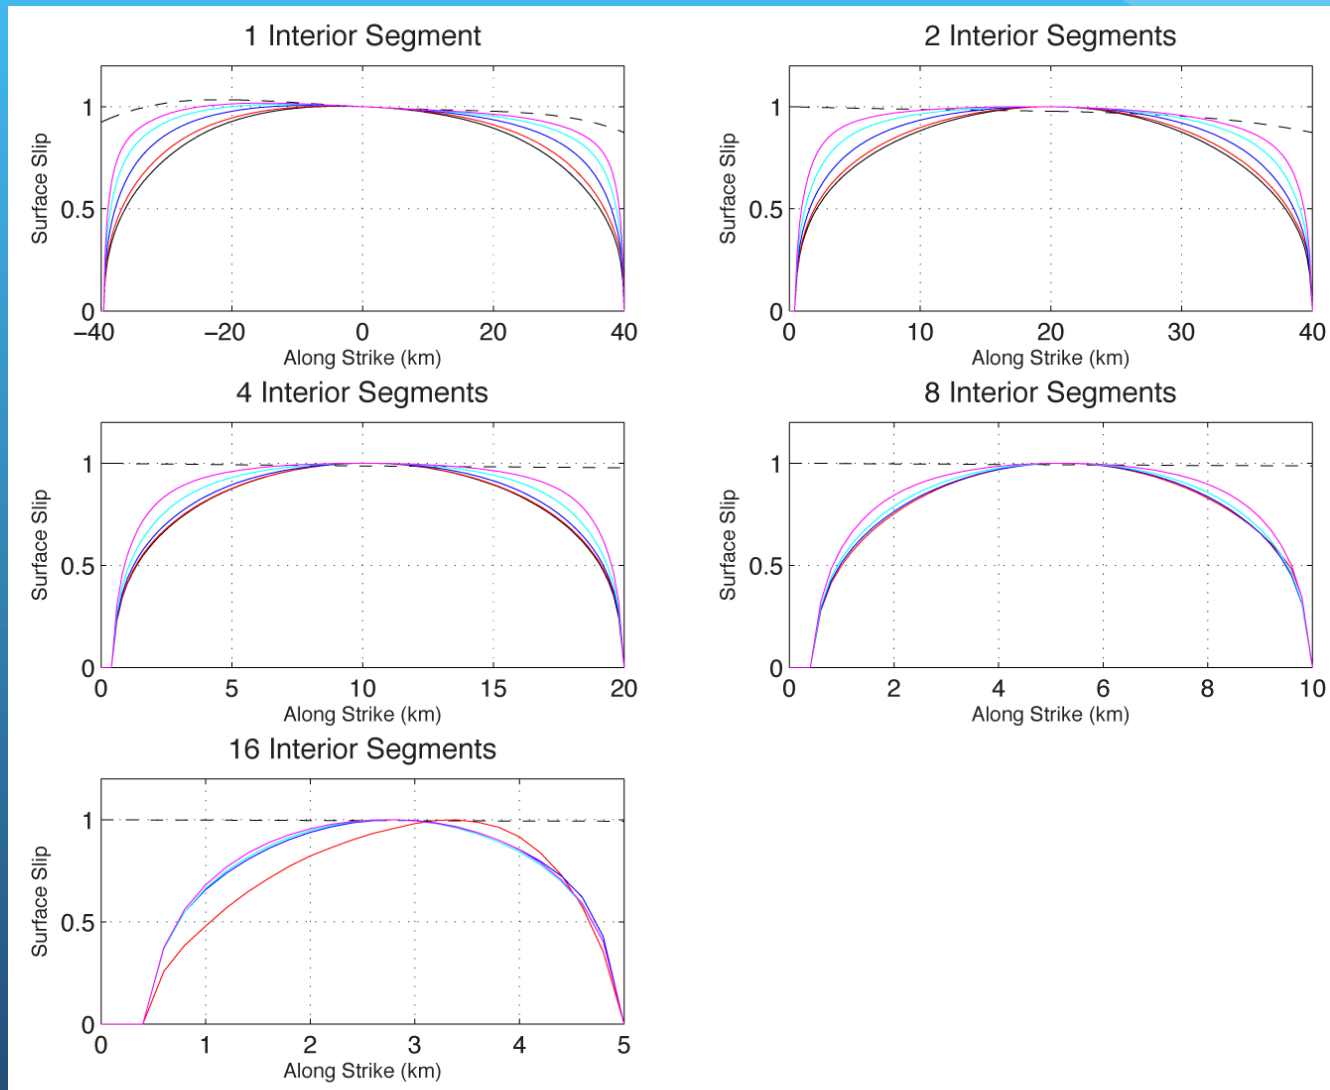 1 Interior Segment
1
0.5
0
Surface Slip
−40 −20 0 20 40
Along Strike (km)
2 Interior Segments
1
0.5
0
Surface Slip
0 10 20 30 40
Along Strike (km)
4 Interior Segments
1
0.5
0
Surface Slip
0 5 10 15 20
Along Strike (km)
8 Interior Segments
1
0.5
0
Surface Slip
0 2 4 6 8 10
Along Strike (km)
16 Interior Segments
1
0.5
0
Surface Slip
0 1 2 3 4 5
Along Strike (km)